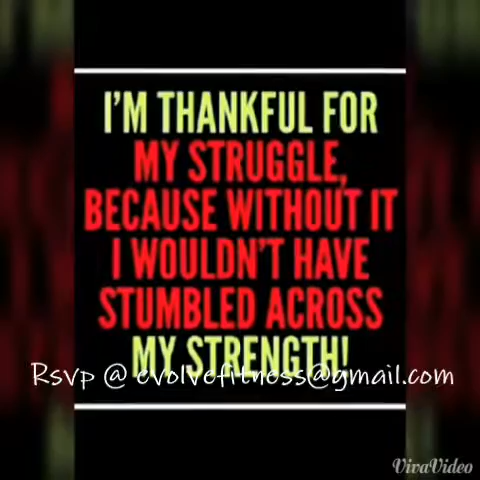 I'M THANKFUL FOR
MY STRUGGLE,
BECAUSE WITHOUT IT
I WOULDN'T HAVE
STUMBLED ACROSS
MY STRENGTH!
Rsvp @ evolvefitness@gmail.com
VivaVideo